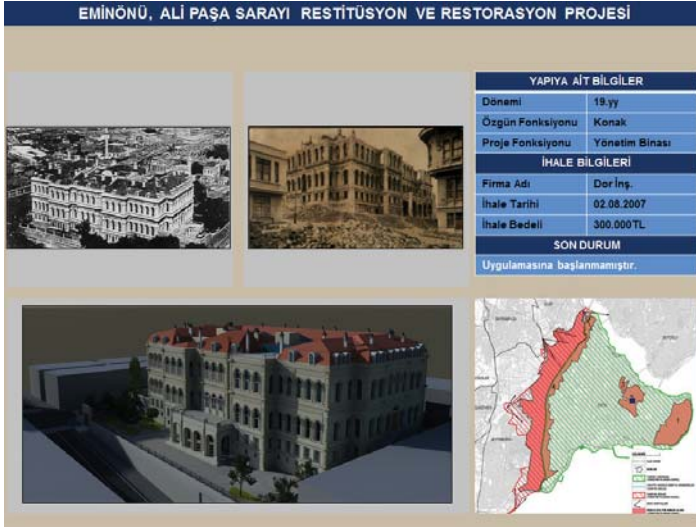 EMİNÖNÜ, ALİ PAŞA SARAYI RESTİTÜSYON VE RESTORASYON PROJESİ
YAPIYA AİT BİLGİLER
Dönemi 19.yy
Özgün Fonksiyonu Konak
Proje Fonksiyonu Yönetim Binası
İHALE BİLGİLERİ
Firma Adı Dor İnş.
İhale Tarihi 02.08.2007
İhale Bedeli 300.000TL
SON DURUM
Uygulamasına başlanmamıştır.